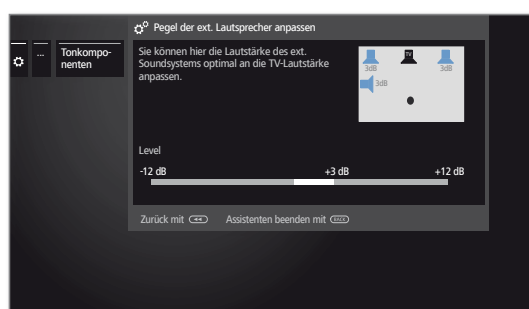 Pegel der ext. Lautsprecher anpassen
...
Tonkompo-
nenten
Sie können hier die Lautstärke des ext.
Soundsystems optimal an die TV-Lautstärke
anpassen.
TV
3dB
3dB
3dB
Level
-12 dB +3 dB +12 dB
Zurück mit Assistenten beenden mit BACK